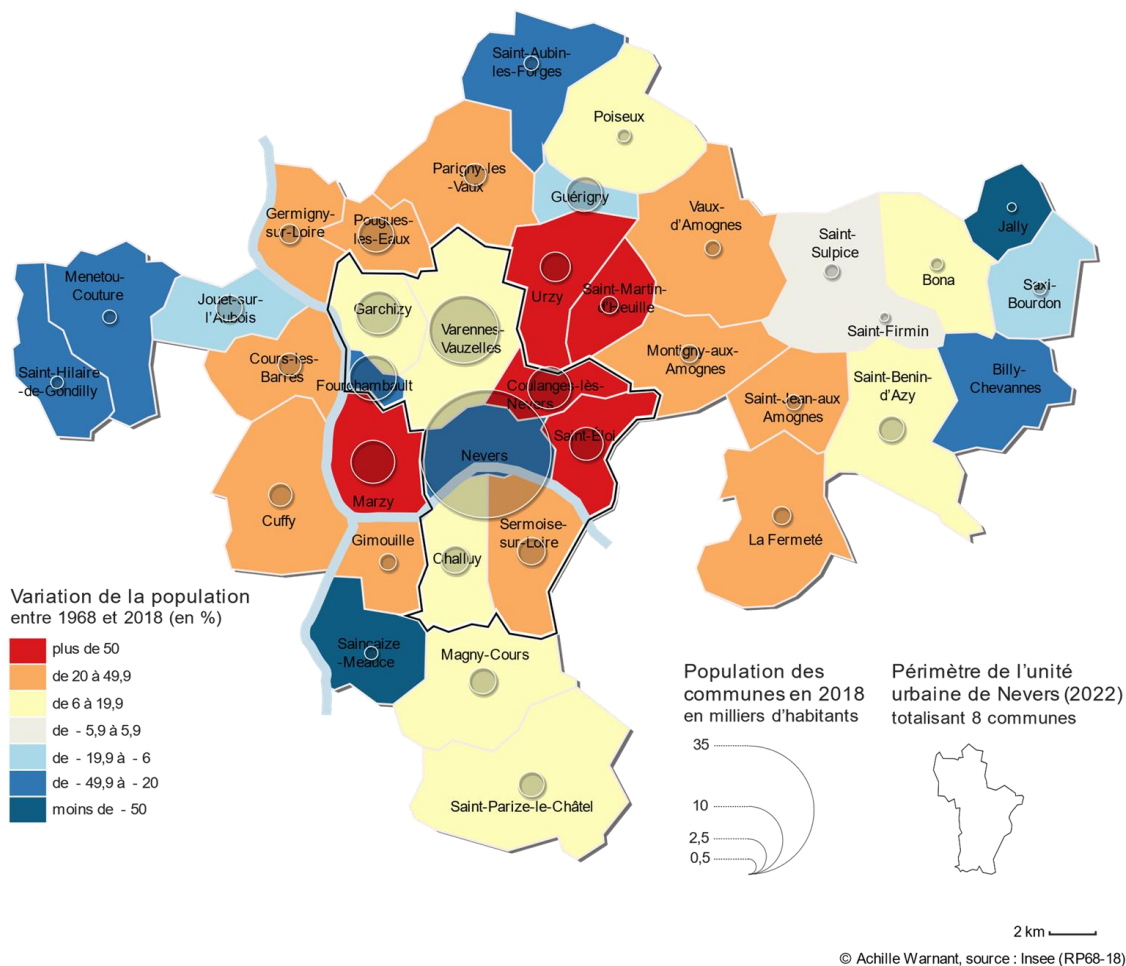 Saint-Aubin-
les-Forges
Poiseux
Parigny-les
-Vaux
Guérigny
Vaux-
d'Amognes
Germigny-
sur-Loire
Pougues-
les-Eaux
Saint-
Sulpice
Jally
Menetou-
Couture
Jouet-sur-
l'Aubois
Garchizy
Urzy
Saint-Martin-
d'Heuille
Bona
Saxi-
Bourdon
Varennes-
Vauzelles
Saint-Firmin
Saint-Hilaire
-de-Gondilly
Cours-les-
Barres
Fourchambault
Coulanges-lès-
Nevers
Montigny-aux-
Amognes
Saint-Benin-
d'Azy
Billy-
Chevannes
Saint-Jean-aux
Amognes
Saint-Éloi
Nevers
Marzy
Cuffy
Gimouille
Sermoise-
sur-Loire
Challuy
La Fermeté
Saincaize
-Meauce
Magny-Cours
Saint-Parize-le-Châtel
Variation de la population
entre 1968 et 2018 (en %)
plus de 50
de 20 à 49,9
de 6 à 19,9
de - 5,9 à 5,9
de - 19,9 à - 6
de - 49,9 à - 20
moins de - 50
Population des
communes en 2018
en milliers d'habitants
35
10
2,5
0,5
Périmètre de l'unité
urbaine de Nevers (2022)
totalisant 8 communes
2 km
© Achille Warnant, source : Insee (RP68-18)